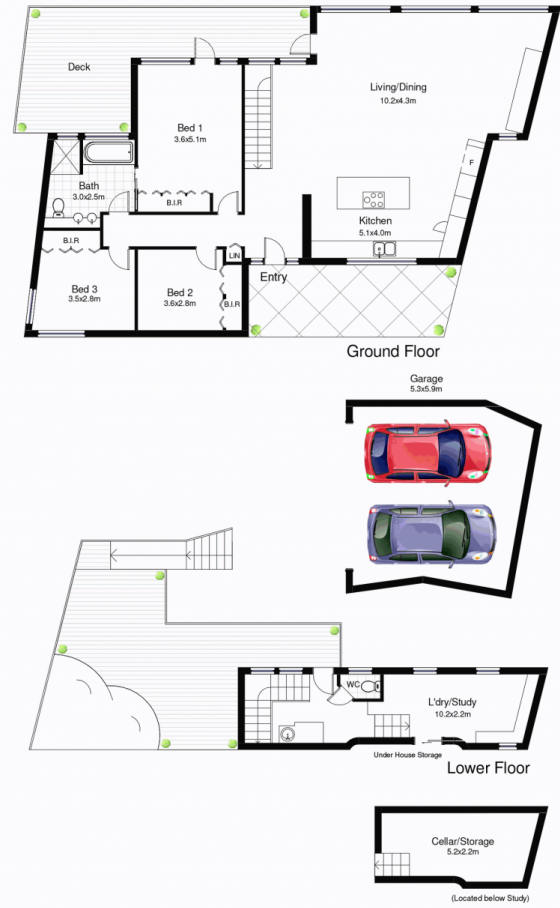 Deck
Living/Dining
10.2x4.3m
Bed 1
3.6x5.1m
F
Bath
3.0x2.5m
B.I.R
Kitchen
5.1x4.0m
B.I.R
LIN
Entry
Bed 3
3.5x2.8m
Bed 2
3.6x2.8m
B.I.R
Ground Floor
Garage
5.3x5.9m
WC
L'dry/Study
10.2x2.2m
Under House Storage
Lower Floor
Cellar/Storage
5.2x2.2m
(Located below Study)